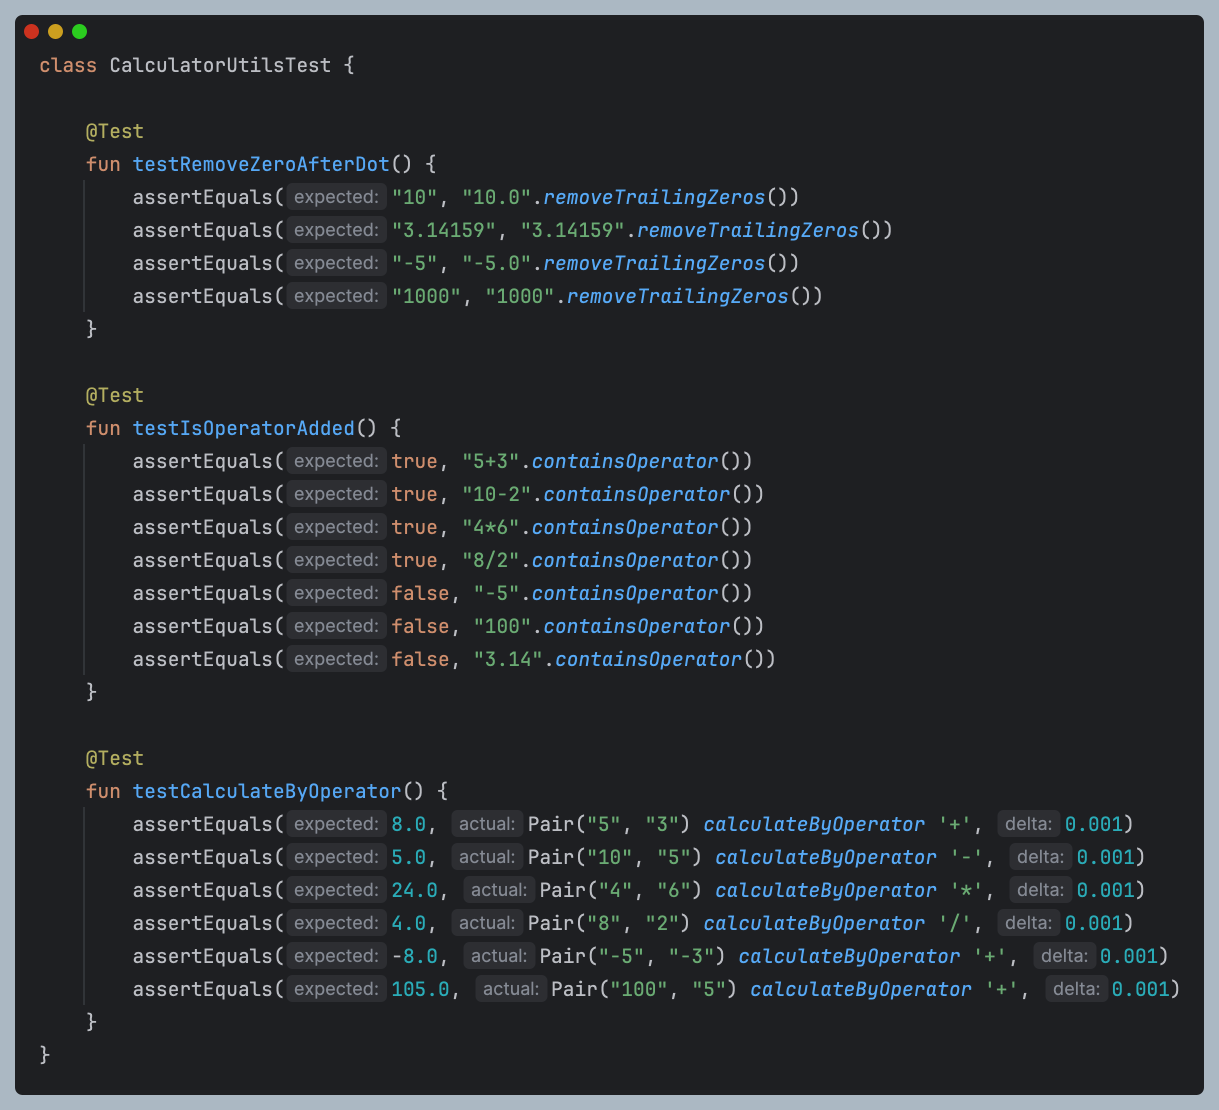 class CalculatorUtilsTest {
@Test
fun testRemoveZeroAfterDot() {
assertEquals( expected: "10", "10.0".removeTrailingZeros())
assertEquals( expected: "3.14159", "3.14159".removeTrailingZeros())
assertEquals( expected: "-5", "-5.0".removeTrailingZeros())
assertEquals( expected: "1000", "1000".removeTrailingZeros())
}
@Test
fun testIsOperatorAdded() {
assertEquals( expected: true, "5+3".containsOperator())
assertEquals( expected: true, "10-2".containsOperator())
assertEquals( expected: true, "4*6".containsOperator())
assertEquals( expected: true, "8/2".containsOperator())
assertEquals( expected: false, "-5".containsOperator())
assertEquals( expected: false, "100".containsOperator())
assertEquals( expected: false, "3.14".containsOperator())
}
@Test
fun testCalculateByOperator() {
assertEquals( expected: 8.0, actual: Pair("5", "3") calculateByOperator '+', delta: 0.001)
assertEquals( expected: 5.0, actual: Pair("10", "5") calculateByOperator '-', delta: 0.001)
assertEquals( expected: 24.0, actual: Pair("4", "6") calculateByOperator '*', delta: 0.001)
assertEquals( expected: 4.0, actual: Pair("8", "2") calculateByOperator '/', delta: 0.001)
assertEquals( expected: -8.0, actual: Pair("-5", "-3") calculateByOperator '+', delta: 0.001)
assertEquals( expected: 105.0, actual: Pair("100", "5") calculateByOperator '+', delta: 0.001)
}
}